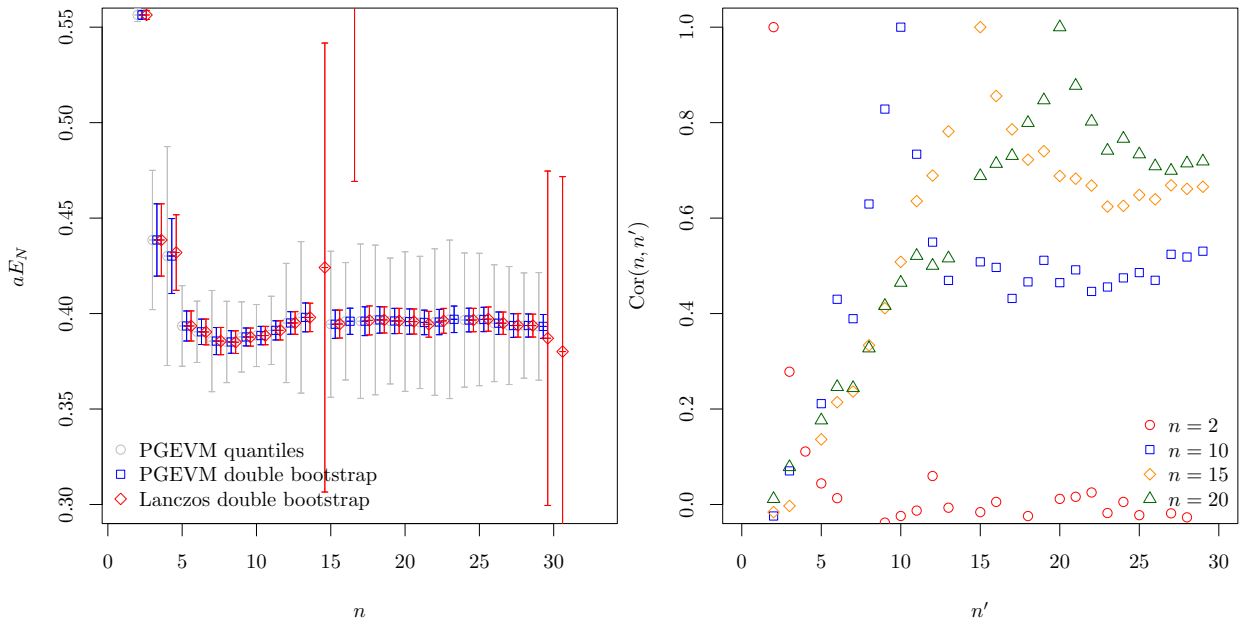 aE_N
0.55
0.50
0.45
0.40
0.35
0.30
PGEVM quantiles
PGEVM double bootstrap
Lanczos double bootstrap
0 5 10 15 20 25 30
n
Cor(n, n′)
1.0
0.8
0.6
0.4
0.2
0.0
n = 2
n = 10
n = 15
n = 20
0 5 10 15 20 25 30
n′